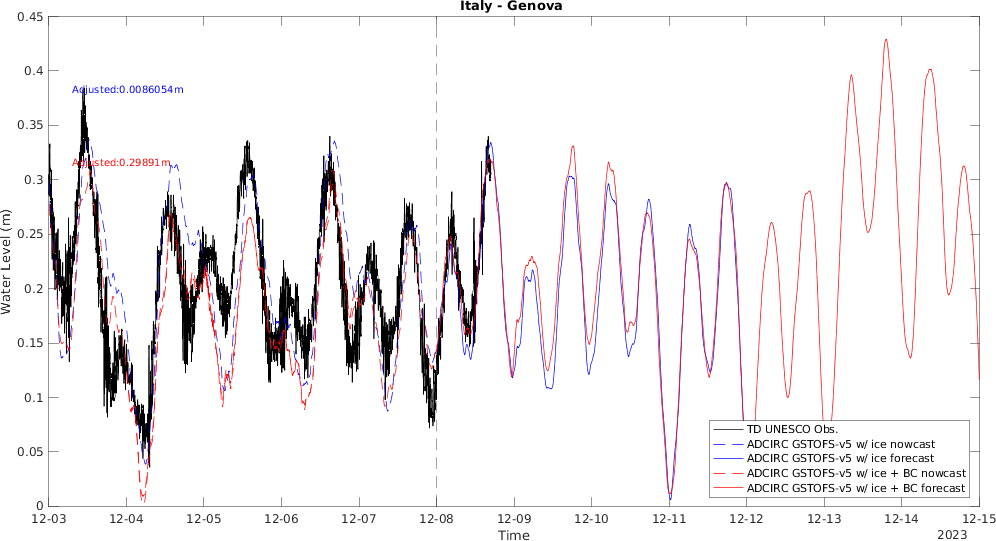 Italy - Genova
0.45
0.4
0.35
0.3
0.25
0.2
0.15
0.1
0.05
0
Water Level (m)
Adjusted:0.0086054m
Adjusted:0.29891m
TD UNESCO Obs.
ADCIRC GSTOFS-v5 w/ ice nowcast
ADCIRC GSTOFS-v5 w/ ice forecast
ADCIRC GSTOFS-v5 w/ ice + BC nowcast
ADCIRC GSTOFS-v5 w/ ice + BC forecast
12-03 12-04 12-05 12-06 12-07 12-08 12-09 12-10 12-11 12-12 12-13 12-14 12-15
Time
2023